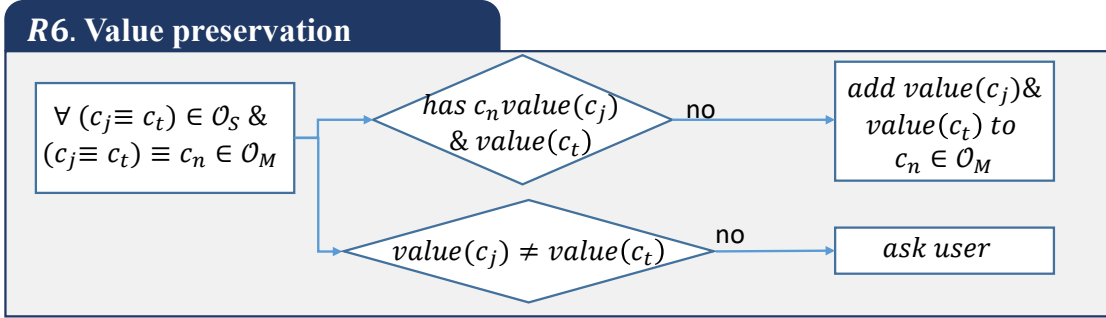 R6. Value preservation
∀ (c_j ≡ c_t) ∈ 𝒪_S &
(c_j ≡ c_t) ≡ c_n ∈ 𝒪_M
has c_n value(c_j)
& value(c_t)
no
add value(c_j)&
value(c_t) to
c_n ∈ 𝒪_M
value(c_j) ≠ value(c_t)
no
ask user